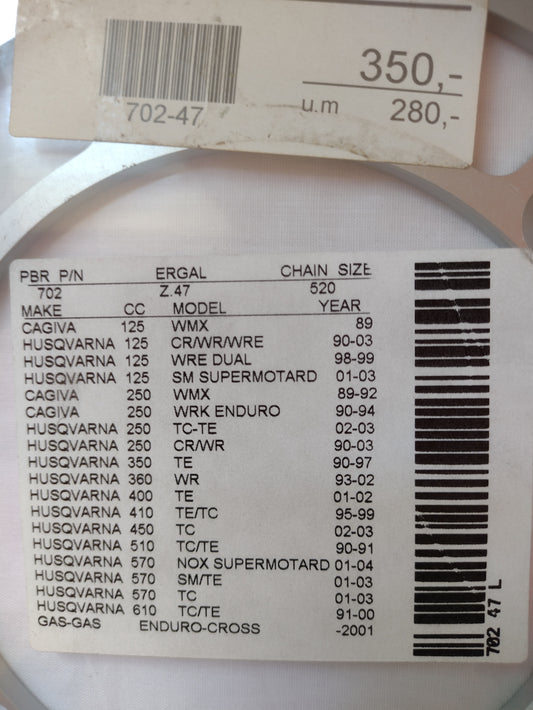 350,-
702-47 u.m 280,-
PBR P/N ERGAL CHAIN SIZE
702 Z.47 520
MAKE CC MODEL YEAR
CAGIVA 125 WMX 89
HUSQVARNA 125 CR/WR/WRE 90-03
HUSQVARNA 125 WRE DUAL 98-99
HUSQVARNA 125 SM SUPERMOTARD 01-03
CAGIVA 250 WMX 89-92
CAGIVA 250 WRK ENDURO 90-94
HUSQVARNA 250 TC-TE 02-03
HUSQVARNA 250 CR/WR 90-03
HUSQVARNA 350 TE 90-97
HUSQVARNA 360 WR 93-02
HUSQVARNA 400 TE 01-02
HUSQVARNA 410 TE/TC 95-99
HUSQVARNA 450 TC 02-03
HUSQVARNA 510 TC/TE 90-91
HUSQVARNA 570 NOX SUPERMOTARD 01-04
HUSQVARNA 570 SM/TE 01-03
HUSQVARNA 570 TC 01-03
HUSQVARNA 610 TC/TE 91-00
GAS-GAS ENDURO-CROSS -2001
702 47 L